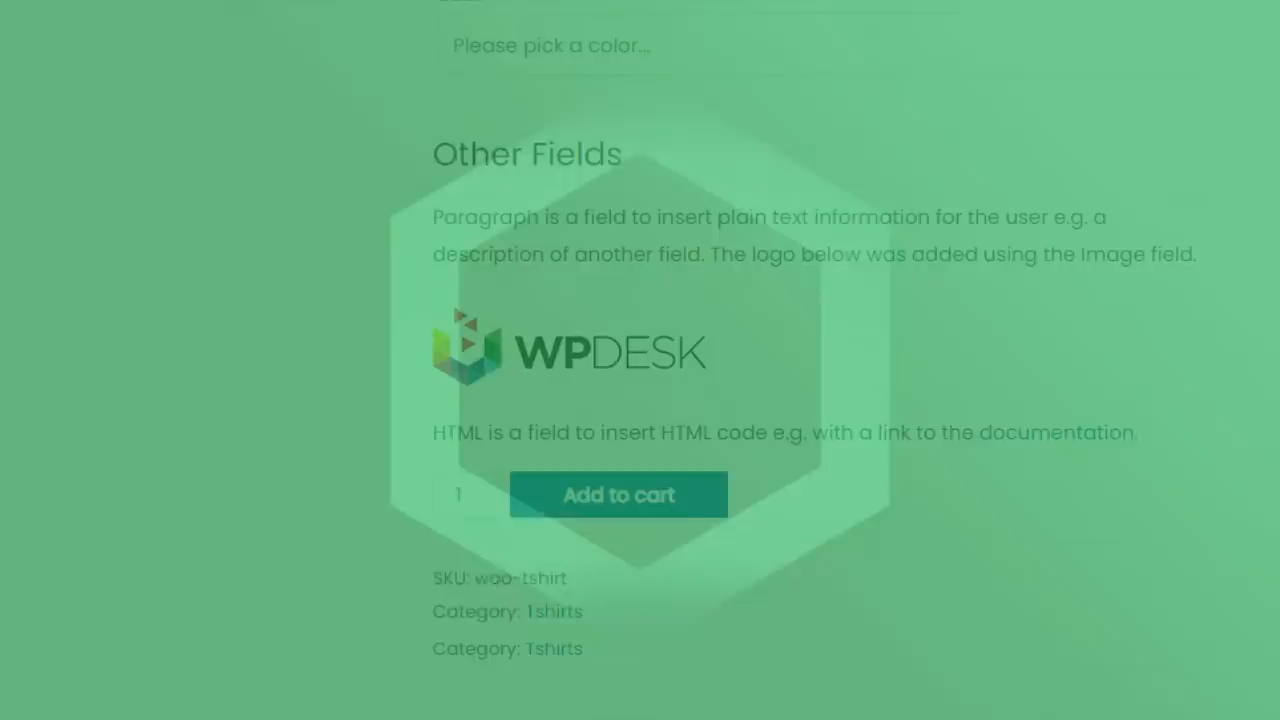 Please pick a color...
Other Fields
Paragraph is a field to insert plain text information for the user e.g. a
description of another field. The logo below was added using the Image field.
WPDESK
HTML is a field to insert HTML code e.g. with a link to the documentation.
1
Add to cart
SKU: woo-tshirt
Category: Tshirts
Category: Tshirts